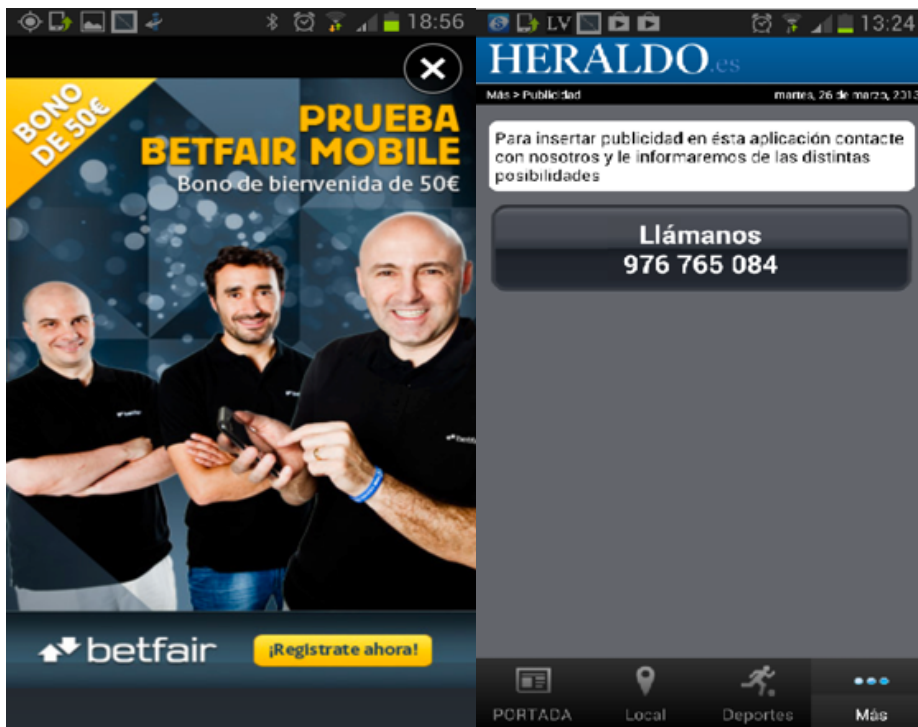 18:56
BONO
DE 50€
PRUEBA
BETFAIR MOBILE
Bono de bienvenida de 50€
betfair
¡Registrate ahora!
LV
13:24
HERALDO.es
Más > Publicidad
martes, 26 de marzo, 2013
Para insertar publicidad en ésta aplicación contacte
con nosotros y le informaremos de las distintas
posibilidades
Llámanos
976 765 084
PORTADA
Local
Deportes
Más